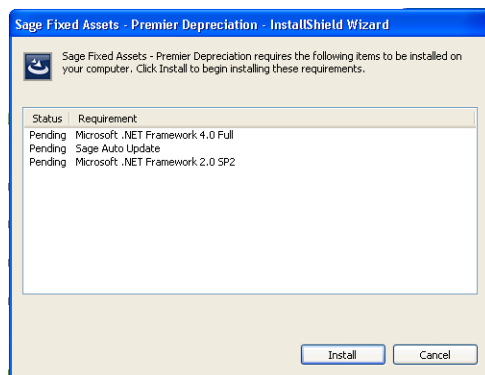 Sage Fixed Assets - Premier Depreciation - InstallShield Wizard
Sage Fixed Assets - Premier Depreciation requires the following items to be installed on
your computer. Click Install to begin installing these requirements.
Status Requirement
Pending Microsoft .NET Framework 4.0 Full
Pending Sage Auto Update
Pending Microsoft .NET Framework 2.0 SP2
Install Cancel